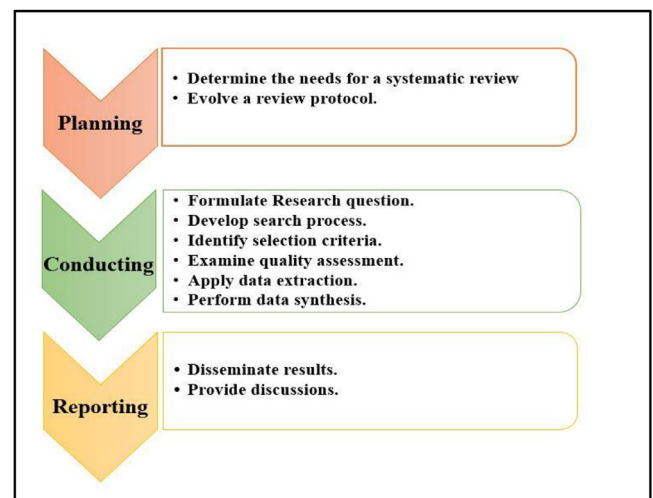 Planning
• Determine the needs for a systematic review
• Evolve a review protocol.
Conducting
• Formulate Research question.
• Develop search process.
• Identify selection criteria.
• Examine quality assessment.
• Apply data extraction.
• Perform data synthesis.
Reporting
• Disseminate results.
• Provide discussions.